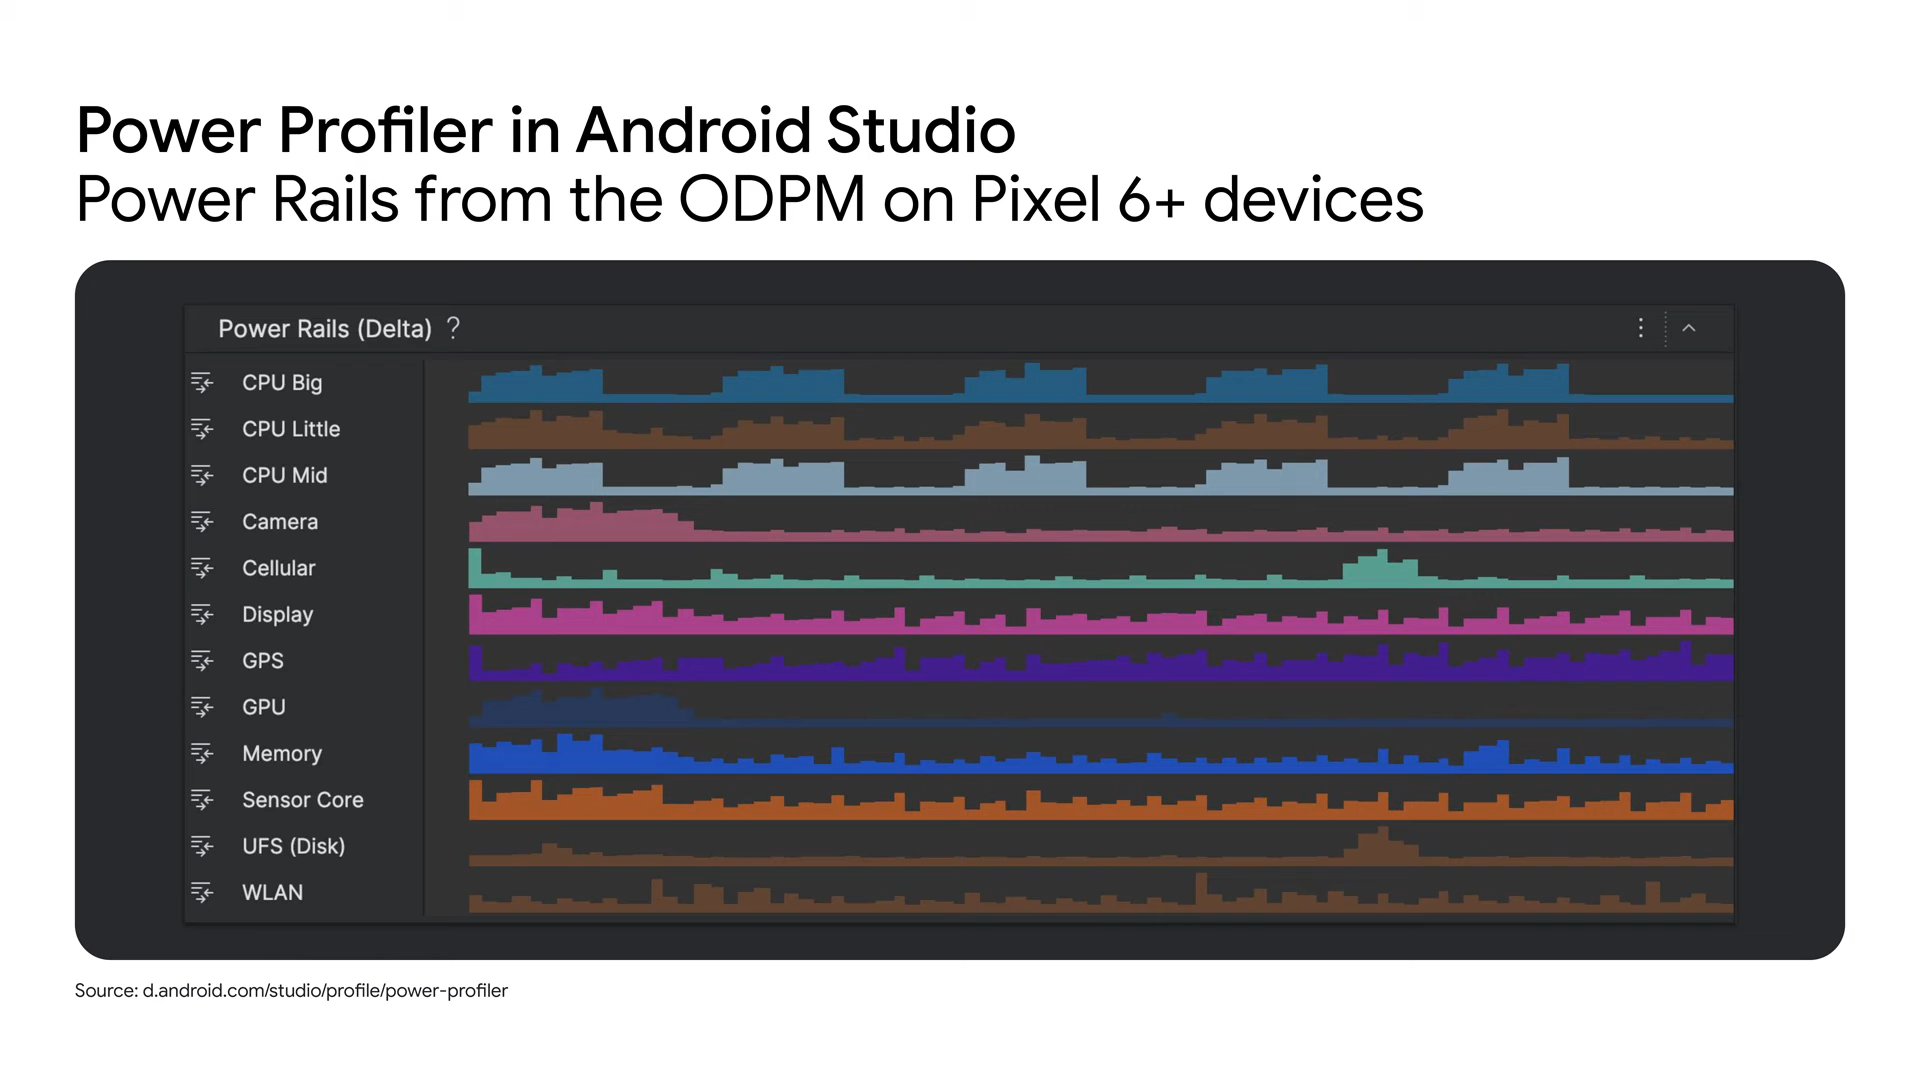 Power Profiler in Android Studio
Power Rails from the ODPM on Pixel 6+ devices
Power Rails (Delta) ?
CPU Big
CPU Little
CPU Mid
Camera
Cellular
Display
GPS
GPU
Memory
Sensor Core
UFS (Disk)
WLAN
Source: d.android.com/studio/profile/power-profiler